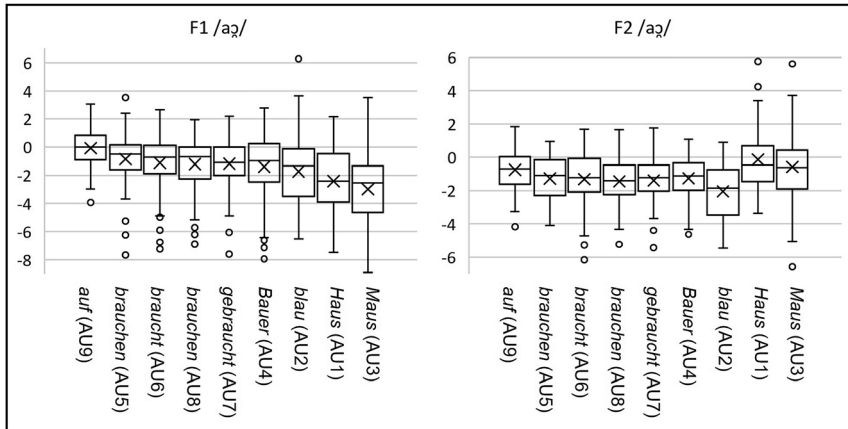 F1 /aɔ̯/
6
4
2
0
-2
-4
-6
-8
auf (AU9)
brauchen (AU5)
braucht (AU6)
brauchen (AU8)
gebraucht (AU7)
Bauer (AU4)
blau (AU2)
Haus (AU1)
Maus (AU3)
F2 /aɔ̯/
6
4
2
0
-2
-4
-6
auf (AU9)
brauchen (AU5)
braucht (AU6)
brauchen (AU8)
gebraucht (AU7)
Bauer (AU4)
blau (AU2)
Haus (AU1)
Maus (AU3)